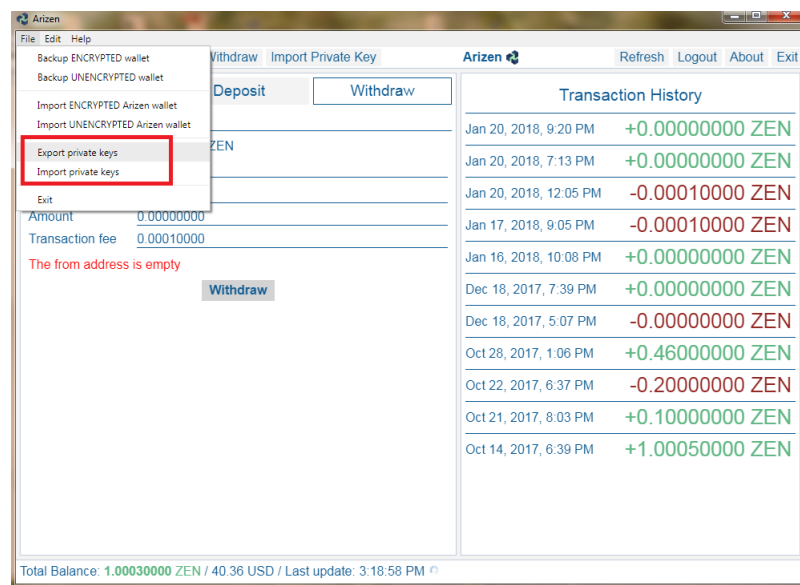 Arizen
File Edit Help
Withdraw Import Private Key Arizen Refresh Logout About Exit
Backup ENCRYPTED wallet
Backup UNENCRYPTED wallet
Import ENCRYPTED Arizen wallet
Import UNENCRYPTED Arizen wallet
Export private keys
Import private keys
Exit
Deposit Withdraw
ZEN
Amount 0.00000000
Transaction fee 0.00010000
The from address is empty
Withdraw
Transaction History
Jan 20, 2018, 9:20 PM +0.00000000 ZEN
Jan 20, 2018, 7:13 PM +0.00000000 ZEN
Jan 20, 2018, 12:05 PM -0.00010000 ZEN
Jan 17, 2018, 9:05 PM -0.00010000 ZEN
Jan 16, 2018, 10:08 PM +0.00000000 ZEN
Dec 18, 2017, 7:39 PM +0.00000000 ZEN
Dec 18, 2017, 5:07 PM -0.00000000 ZEN
Oct 28, 2017, 1:06 PM +0.46000000 ZEN
Oct 22, 2017, 6:37 PM -0.20000000 ZEN
Oct 21, 2017, 8:03 PM +0.10000000 ZEN
Oct 14, 2017, 6:39 PM +1.00050000 ZEN
Total Balance: 1.00030000 ZEN / 40.36 USD / Last update: 3:18:58 PM